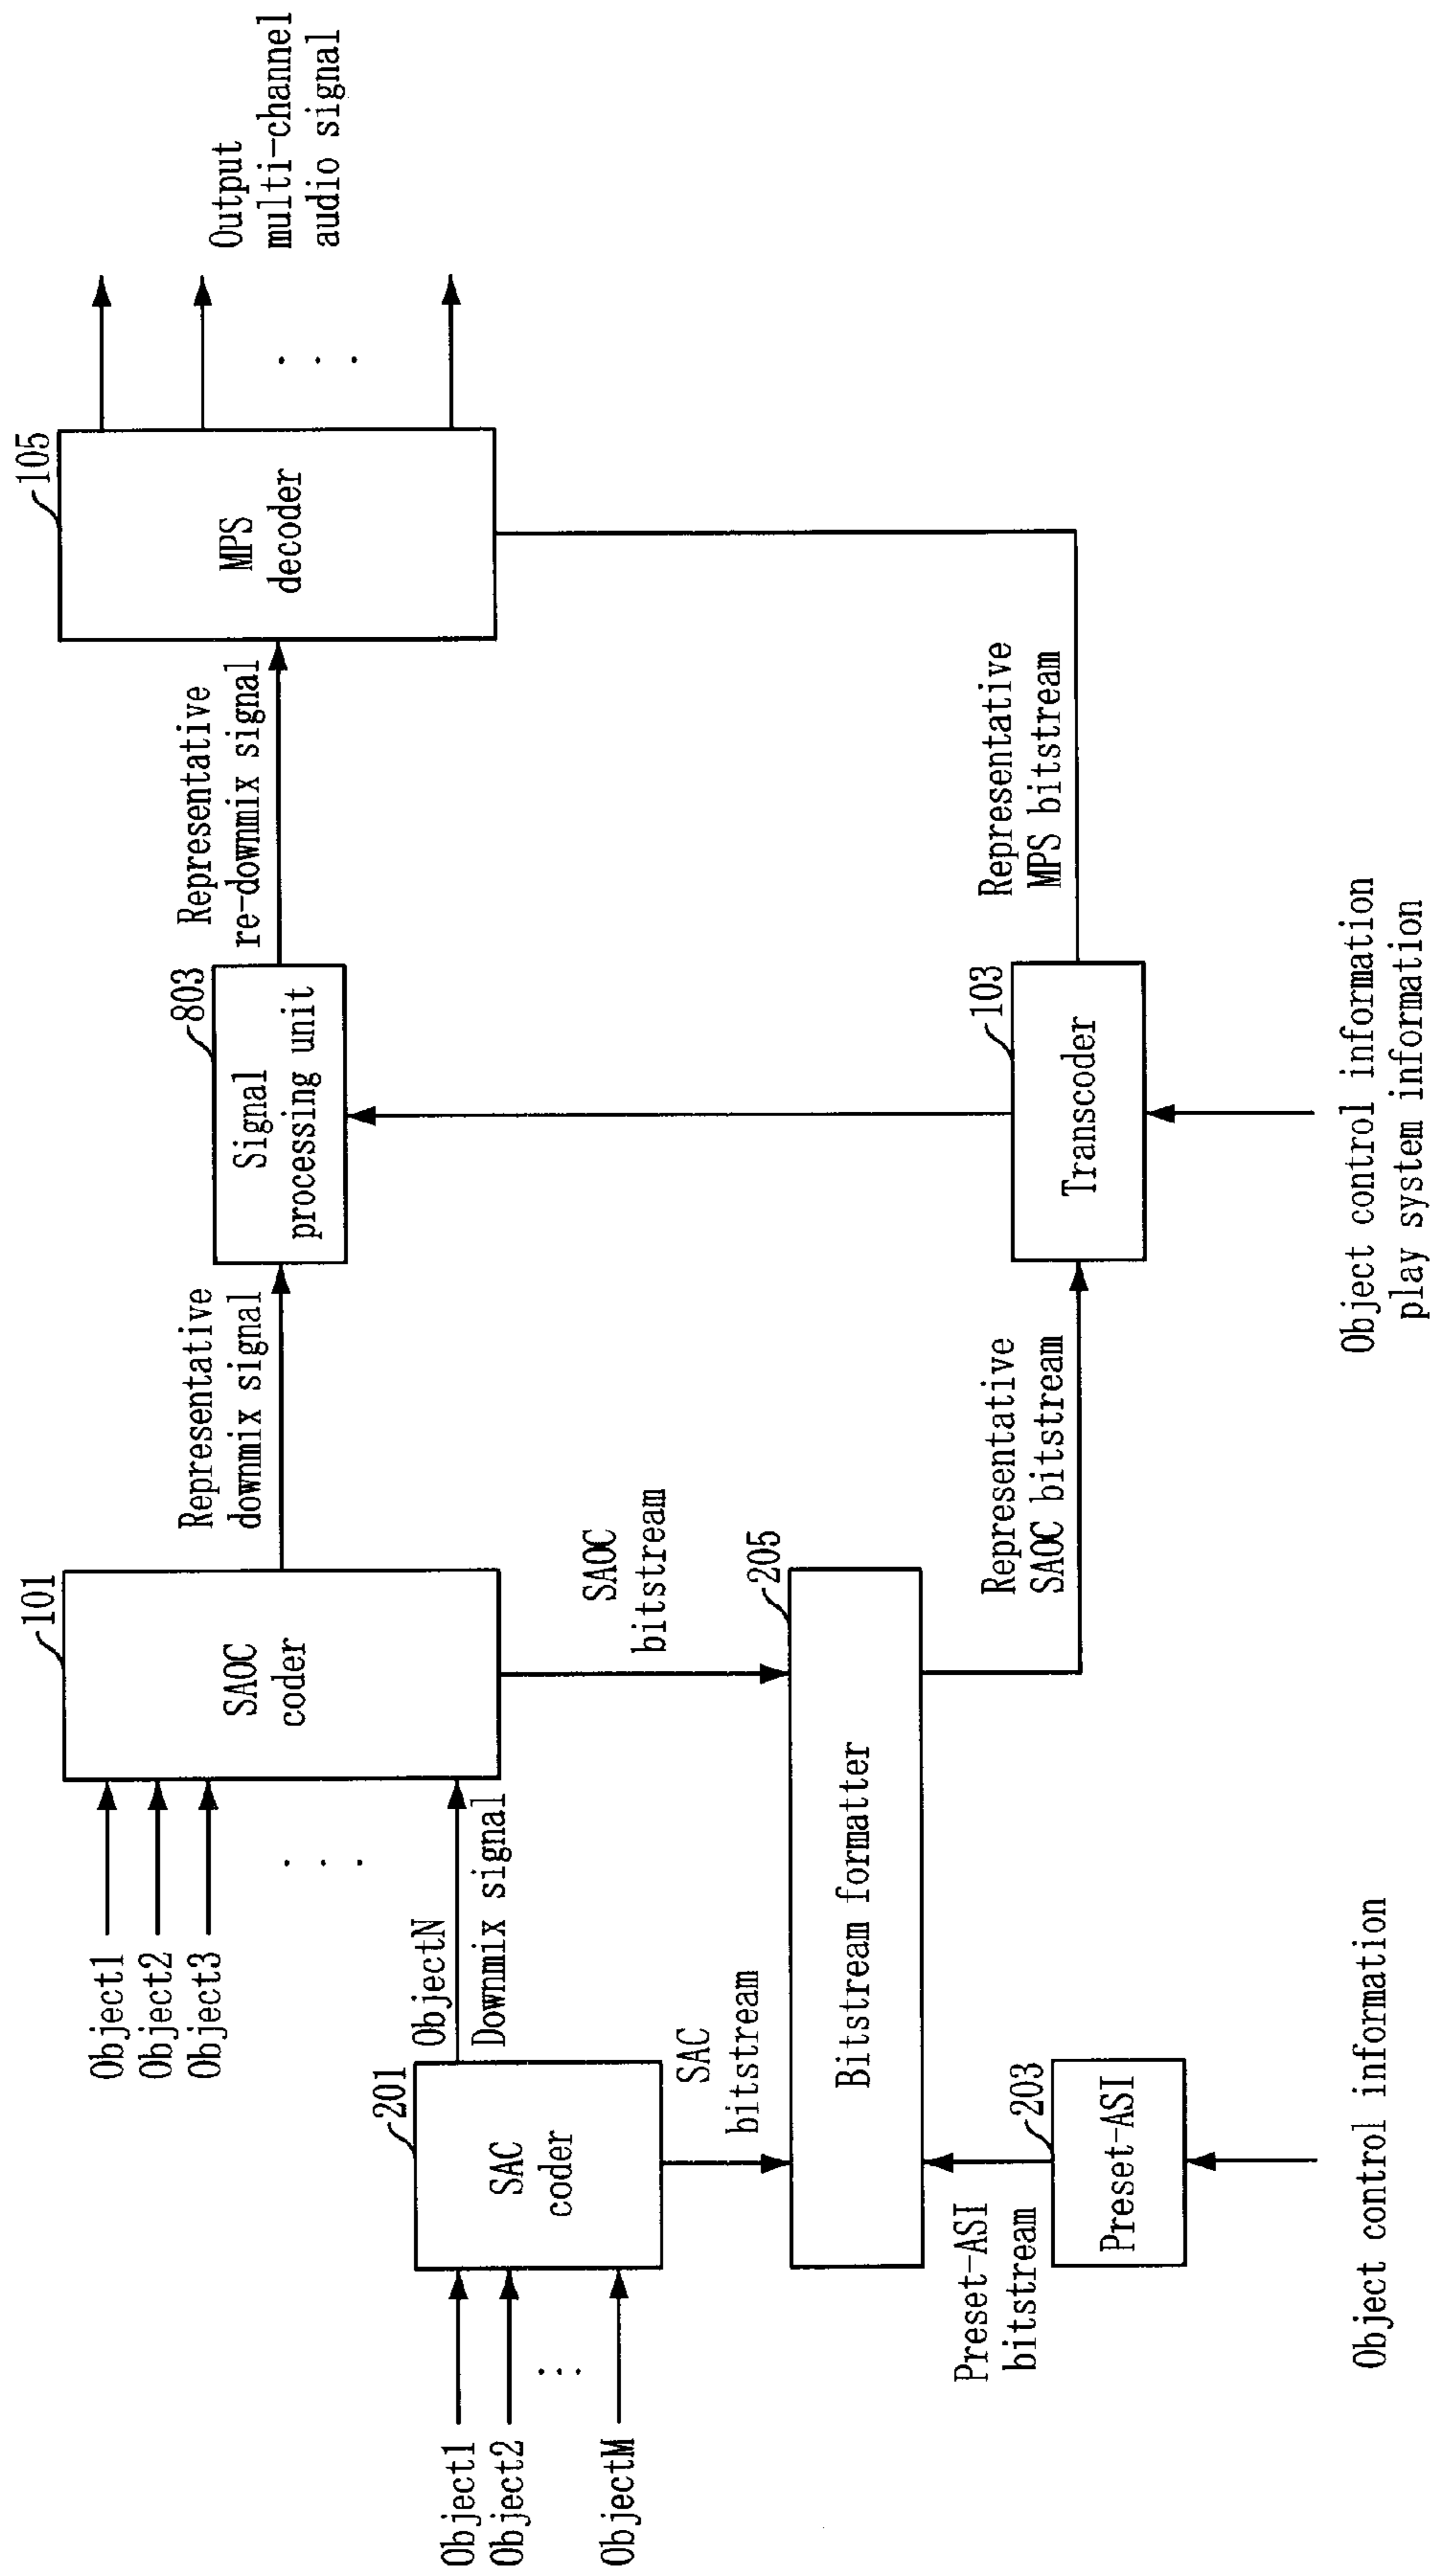 Object1
Object2
Object3
101
SAOC
coder
Representative
downmix signal
803
Signal
processing unit
Representative
re-downmix signal
105
MPS
decoder
Output
multi-channel
audio signal
Object1
Object2
ObjectM
201
SAC
coder
ObjectN
Downmix signal
SAC
bitstream
SAOC
bitstream
205
Bitstream formatter
Preset-ASI
bitstream
203
Preset-ASI
Object control information
Representative
SAOC bitstream
103
Transcoder
Representative
MPS bitstream
Object control information
play system information